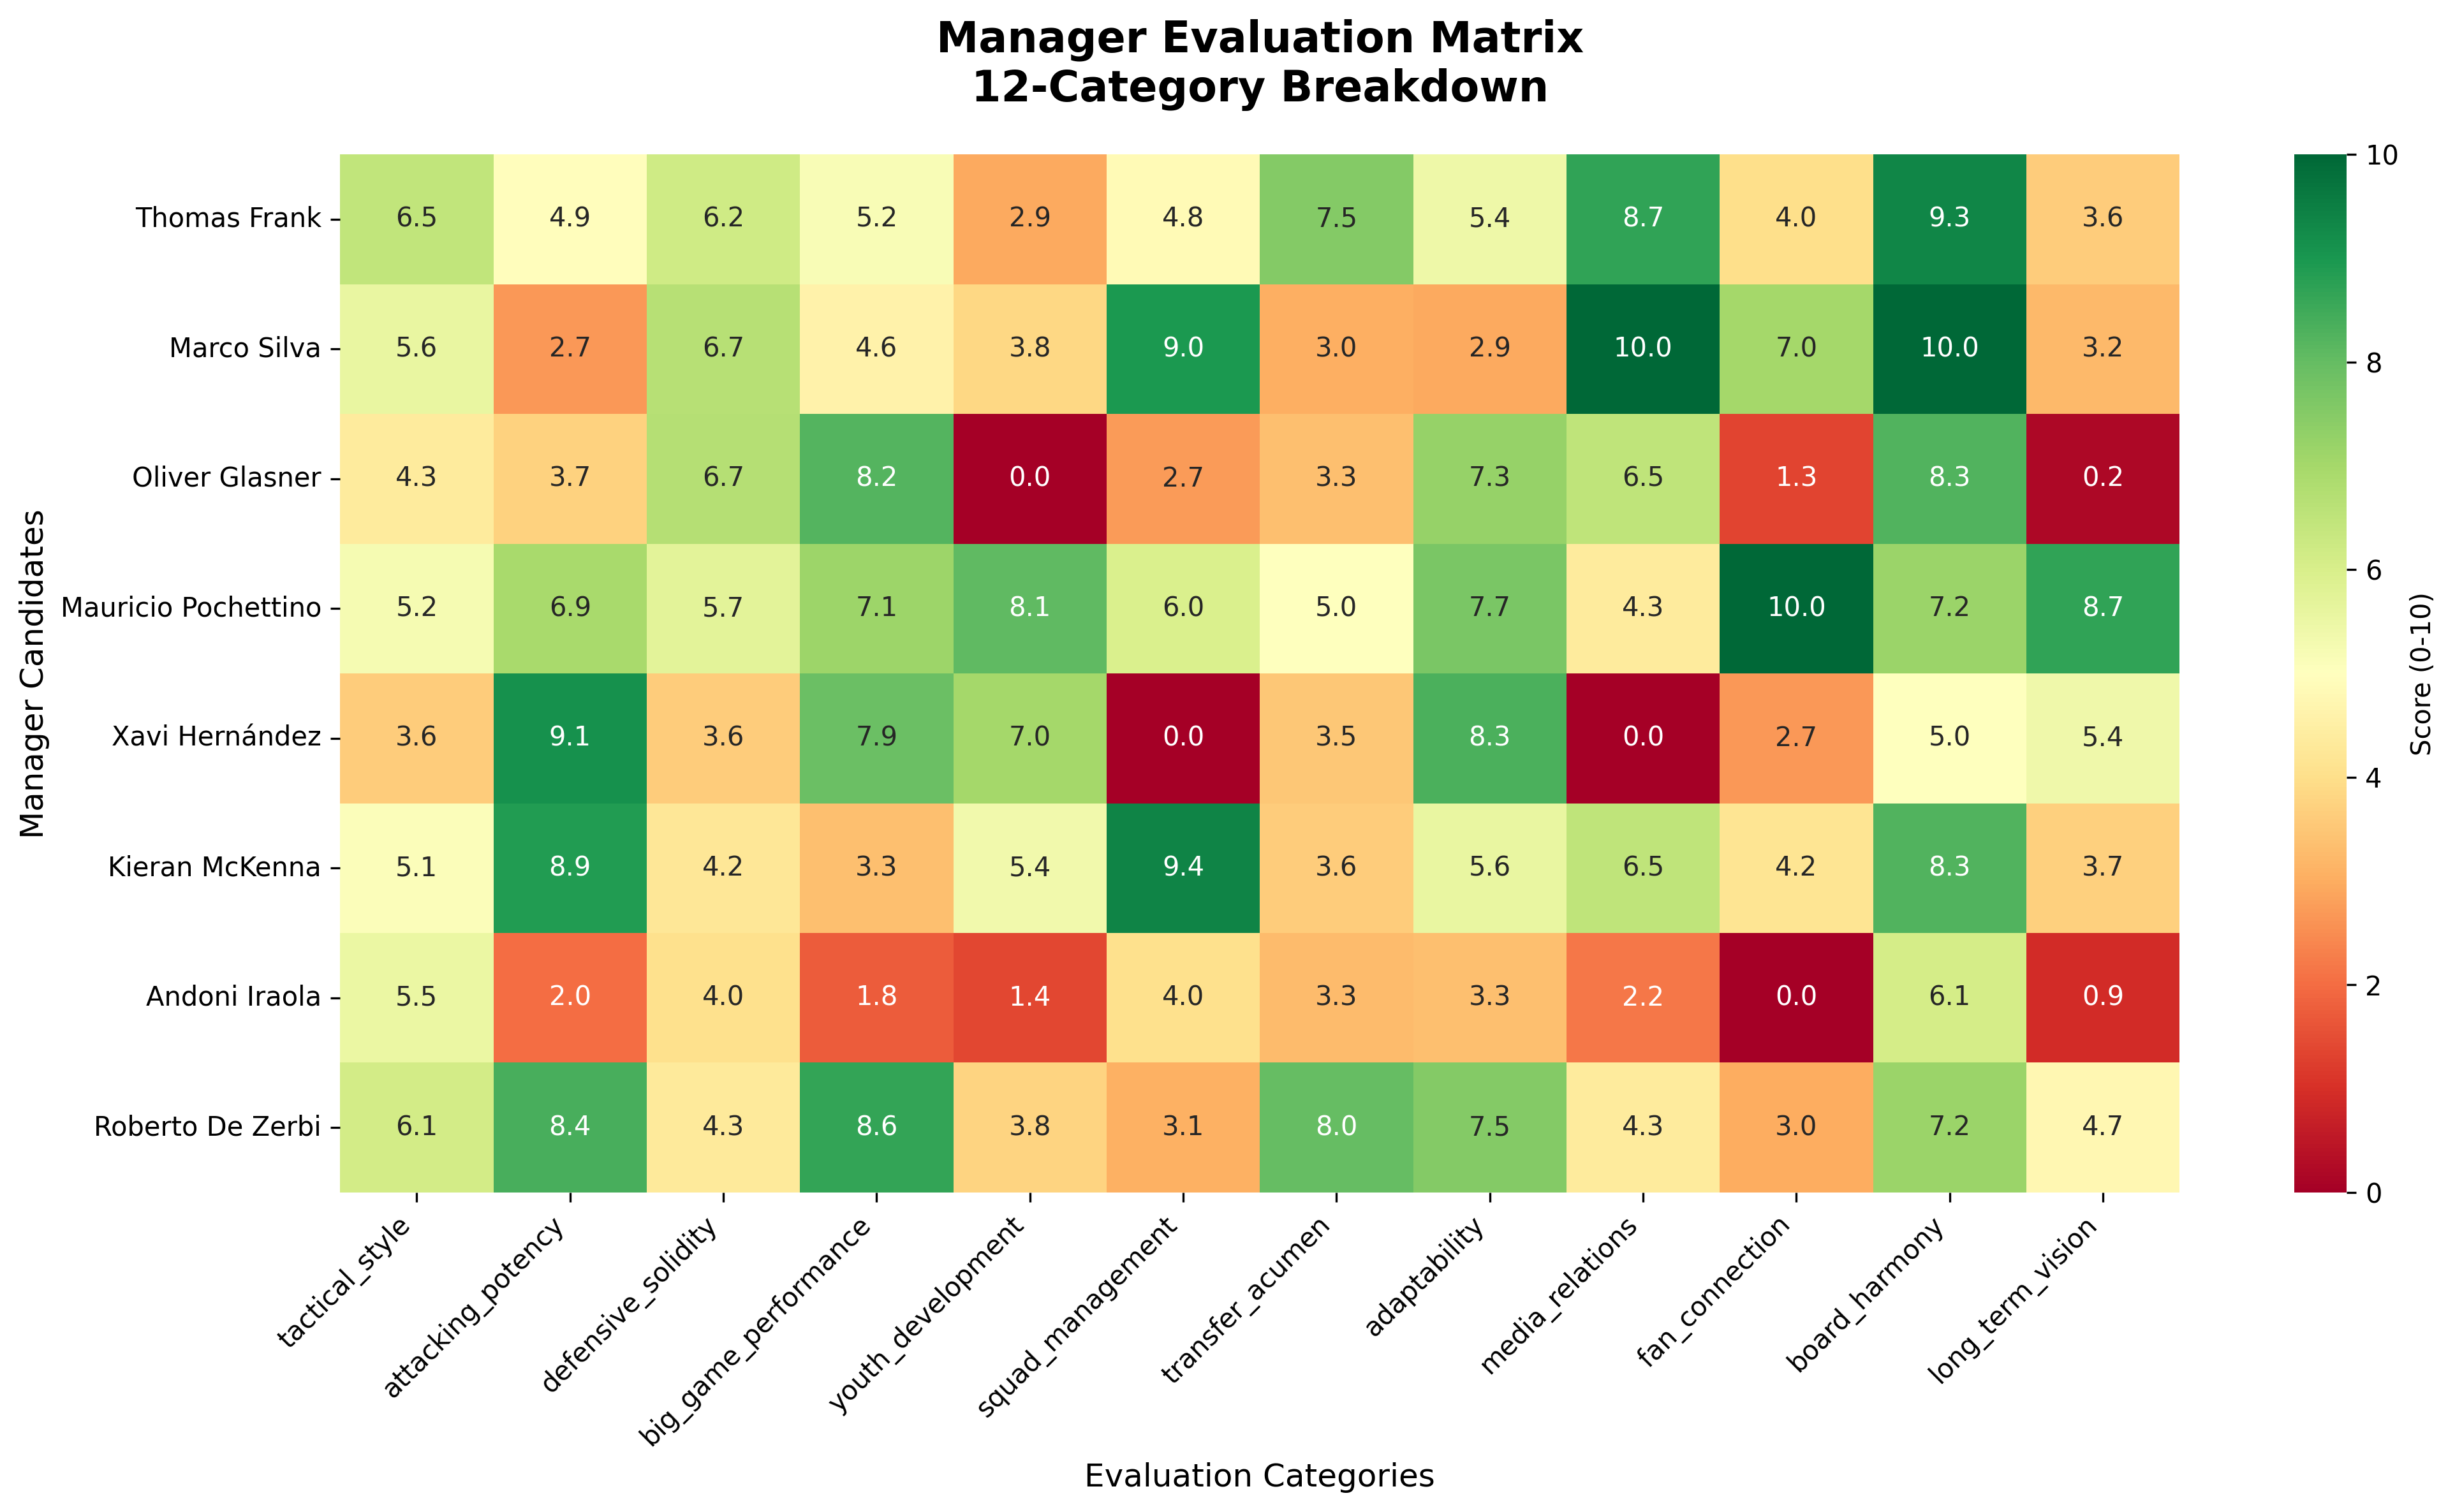 Manager Evaluation Matrix
12-Category Breakdown
Manager Candidates
Thomas Frank 6.5 4.9 6.2 5.2 2.9 4.8 7.5 5.4 8.7 4.0 9.3 3.6
Marco Silva 5.6 2.7 6.7 4.6 3.8 9.0 3.0 2.9 10.0 7.0 10.0 3.2
Oliver Glasner 4.3 3.7 6.7 8.2 0.0 2.7 3.3 7.3 6.5 1.3 8.3 0.2
Mauricio Pochettino 5.2 6.9 5.7 7.1 8.1 6.0 5.0 7.7 4.3 10.0 7.2 8.7
Xavi Hernández 3.6 9.1 3.6 7.9 7.0 0.0 3.5 8.3 0.0 2.7 5.0 5.4
Kieran McKenna 5.1 8.9 4.2 3.3 5.4 9.4 3.6 5.6 6.5 4.2 8.3 3.7
Andoni Iraola 5.5 2.0 4.0 1.8 1.4 4.0 3.3 3.3 2.2 0.0 6.1 0.9
Roberto De Zerbi 6.1 8.4 4.3 8.6 3.8 3.1 8.0 7.5 4.3 3.0 7.2 4.7
tactical_style
attacking_potency
defensive_solidity
big_game_performance
youth_development
squad_management
transfer_acumen
adaptability
media_relations
fan_connection
board_harmony
long_term_vision
Evaluation Categories
10
8
6
4
2
0
Score (0-10)